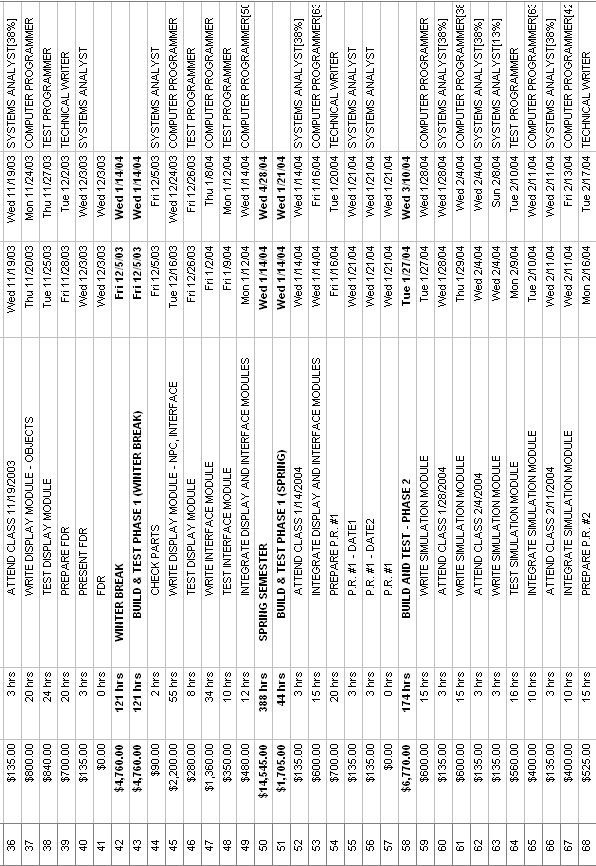 36 $135.00 3 hrs ATTEND CLASS 11/19/2003 Wed 11/19/03 Wed 11/19/03 SYSTEMS ANALYST[38%]
37 $800.00 20 hrs WRITE DISPLAY MODULE - OBJECTS Thu 11/20/03 Mon 11/24/03 COMPUTER PROGRAMMER
38 $840.00 24 hrs TEST DISPLAY MODULE Tue 11/25/03 Thu 11/27/03 TEST PROGRAMMER
39 $700.00 20 hrs PREPARE FDR Fri 11/28/03 Tue 12/2/03 TECHNICAL WRITER
40 $135.00 3 hrs PRESENT FDR Wed 12/3/03 Wed 12/3/03 SYSTEMS ANALYST
41 $0.00 0 hrs FDR Wed 12/3/03 Wed 12/3/03
42 $4,760.00 121 hrs WINTER BREAK Fri 12/5/03 Wed 1/14/04
43 $4,760.00 121 hrs BUILD & TEST PHASE 1 (WINTER BREAK) Fri 12/5/03 Wed 1/14/04
44 $90.00 2 hrs CHECK PARTS Fri 12/5/03 Fri 12/5/03 SYSTEMS ANALYST
45 $2,200.00 55 hrs WRITE DISPLAY MODULE - NPC, INTERFACE Tue 12/16/03 Wed 12/24/03 COMPUTER PROGRAMMER
46 $280.00 8 hrs TEST DISPLAY MODULE Fri 12/26/03 Fri 12/26/03 TEST PROGRAMMER
47 $1,360.00 34 hrs WRITE INTERFACE MODULE Fri 1/2/04 Thu 1/8/04 COMPUTER PROGRAMMER
48 $350.00 10 hrs TEST INTERFACE MODULE Fri 1/9/04 Mon 1/12/04 TEST PROGRAMMER
49 $480.00 12 hrs INTEGRATE DISPLAY AND INTERFACE MODULES Mon 1/12/04 Wed 1/14/04 COMPUTER PROGRAMMER[50
50 $14,545.00 388 hrs SPRING SEMESTER Wed 1/14/04 Wed 4/28/04
51 $1,705.00 44 hrs BUILD & TEST PHASE 1 (SPRING) Wed 1/14/04 Wed 1/21/04
52 $135.00 3 hrs ATTEND CLASS 1/14/2004 Wed 1/14/04 Wed 1/14/04 SYSTEMS ANALYST[38%]
53 $600.00 15 hrs INTEGRATE DISPLAY AND INTERFACE MODULES Wed 1/14/04 Fri 1/16/04 COMPUTER PROGRAMMER[63
54 $700.00 20 hrs PREPARE P.R. #1 Fri 1/16/04 Tue 1/20/04 TECHNICAL WRITER
55 $135.00 3 hrs P.R. #1 - DATE1 Wed 1/21/04 Wed 1/21/04 SYSTEMS ANALYST
56 $135.00 3 hrs P.R. #1 - DATE2 Wed 1/21/04 Wed 1/21/04 SYSTEMS ANALYST
57 $0.00 0 hrs P.R. #1 Wed 1/21/04 Wed 1/21/04
58 $6,770.00 174 hrs BUILD AND TEST - PHASE 2 Tue 1/27/04 Wed 3/10/04
59 $600.00 15 hrs WRITE SIMULATION MODULE Tue 1/27/04 Wed 1/28/04 COMPUTER PROGRAMMER
60 $135.00 3 hrs ATTEND CLASS 1/28/2004 Wed 1/28/04 Wed 1/28/04 SYSTEMS ANALYST[38%]
61 $600.00 15 hrs WRITE SIMULATION MODULE Thu 1/29/04 Wed 2/4/04 COMPUTER PROGRAMMER[38
62 $135.00 3 hrs ATTEND CLASS 2/4/2004 Wed 2/4/04 Wed 2/4/04 SYSTEMS ANALYST[38%]
63 $135.00 3 hrs WRITE SIMULATION MODULE Wed 2/4/04 Sun 2/8/04 SYSTEMS ANALYST[13%]
64 $560.00 16 hrs TEST SIMULATION MODULE Mon 2/9/04 Tue 2/10/04 TEST PROGRAMMER
65 $400.00 10 hrs INTEGRATE SIMULATION MODULE Tue 2/10/04 Wed 2/11/04 COMPUTER PROGRAMMER[63
66 $135.00 3 hrs ATTEND CLASS 2/11/2004 Wed 2/11/04 Wed 2/11/04 SYSTEMS ANALYST[38%]
67 $400.00 10 hrs INTEGRATE SIMULATION MODULE Wed 2/11/04 Fri 2/13/04 COMPUTER PROGRAMMER[42
68 $525.00 15 hrs PREPARE P.R. #2 Mon 2/16/04 Tue 2/17/04 TECHNICAL WRITER